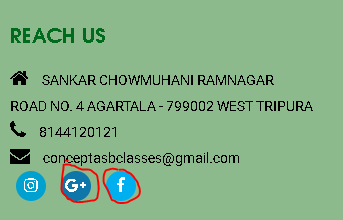 REACH US
SANKAR CHOWMUHANI RAMNAGAR
ROAD NO. 4 AGARTALA - 799002 WEST TRIPURA
8144120121
conceptasbclasses@gmail.com
G+ f